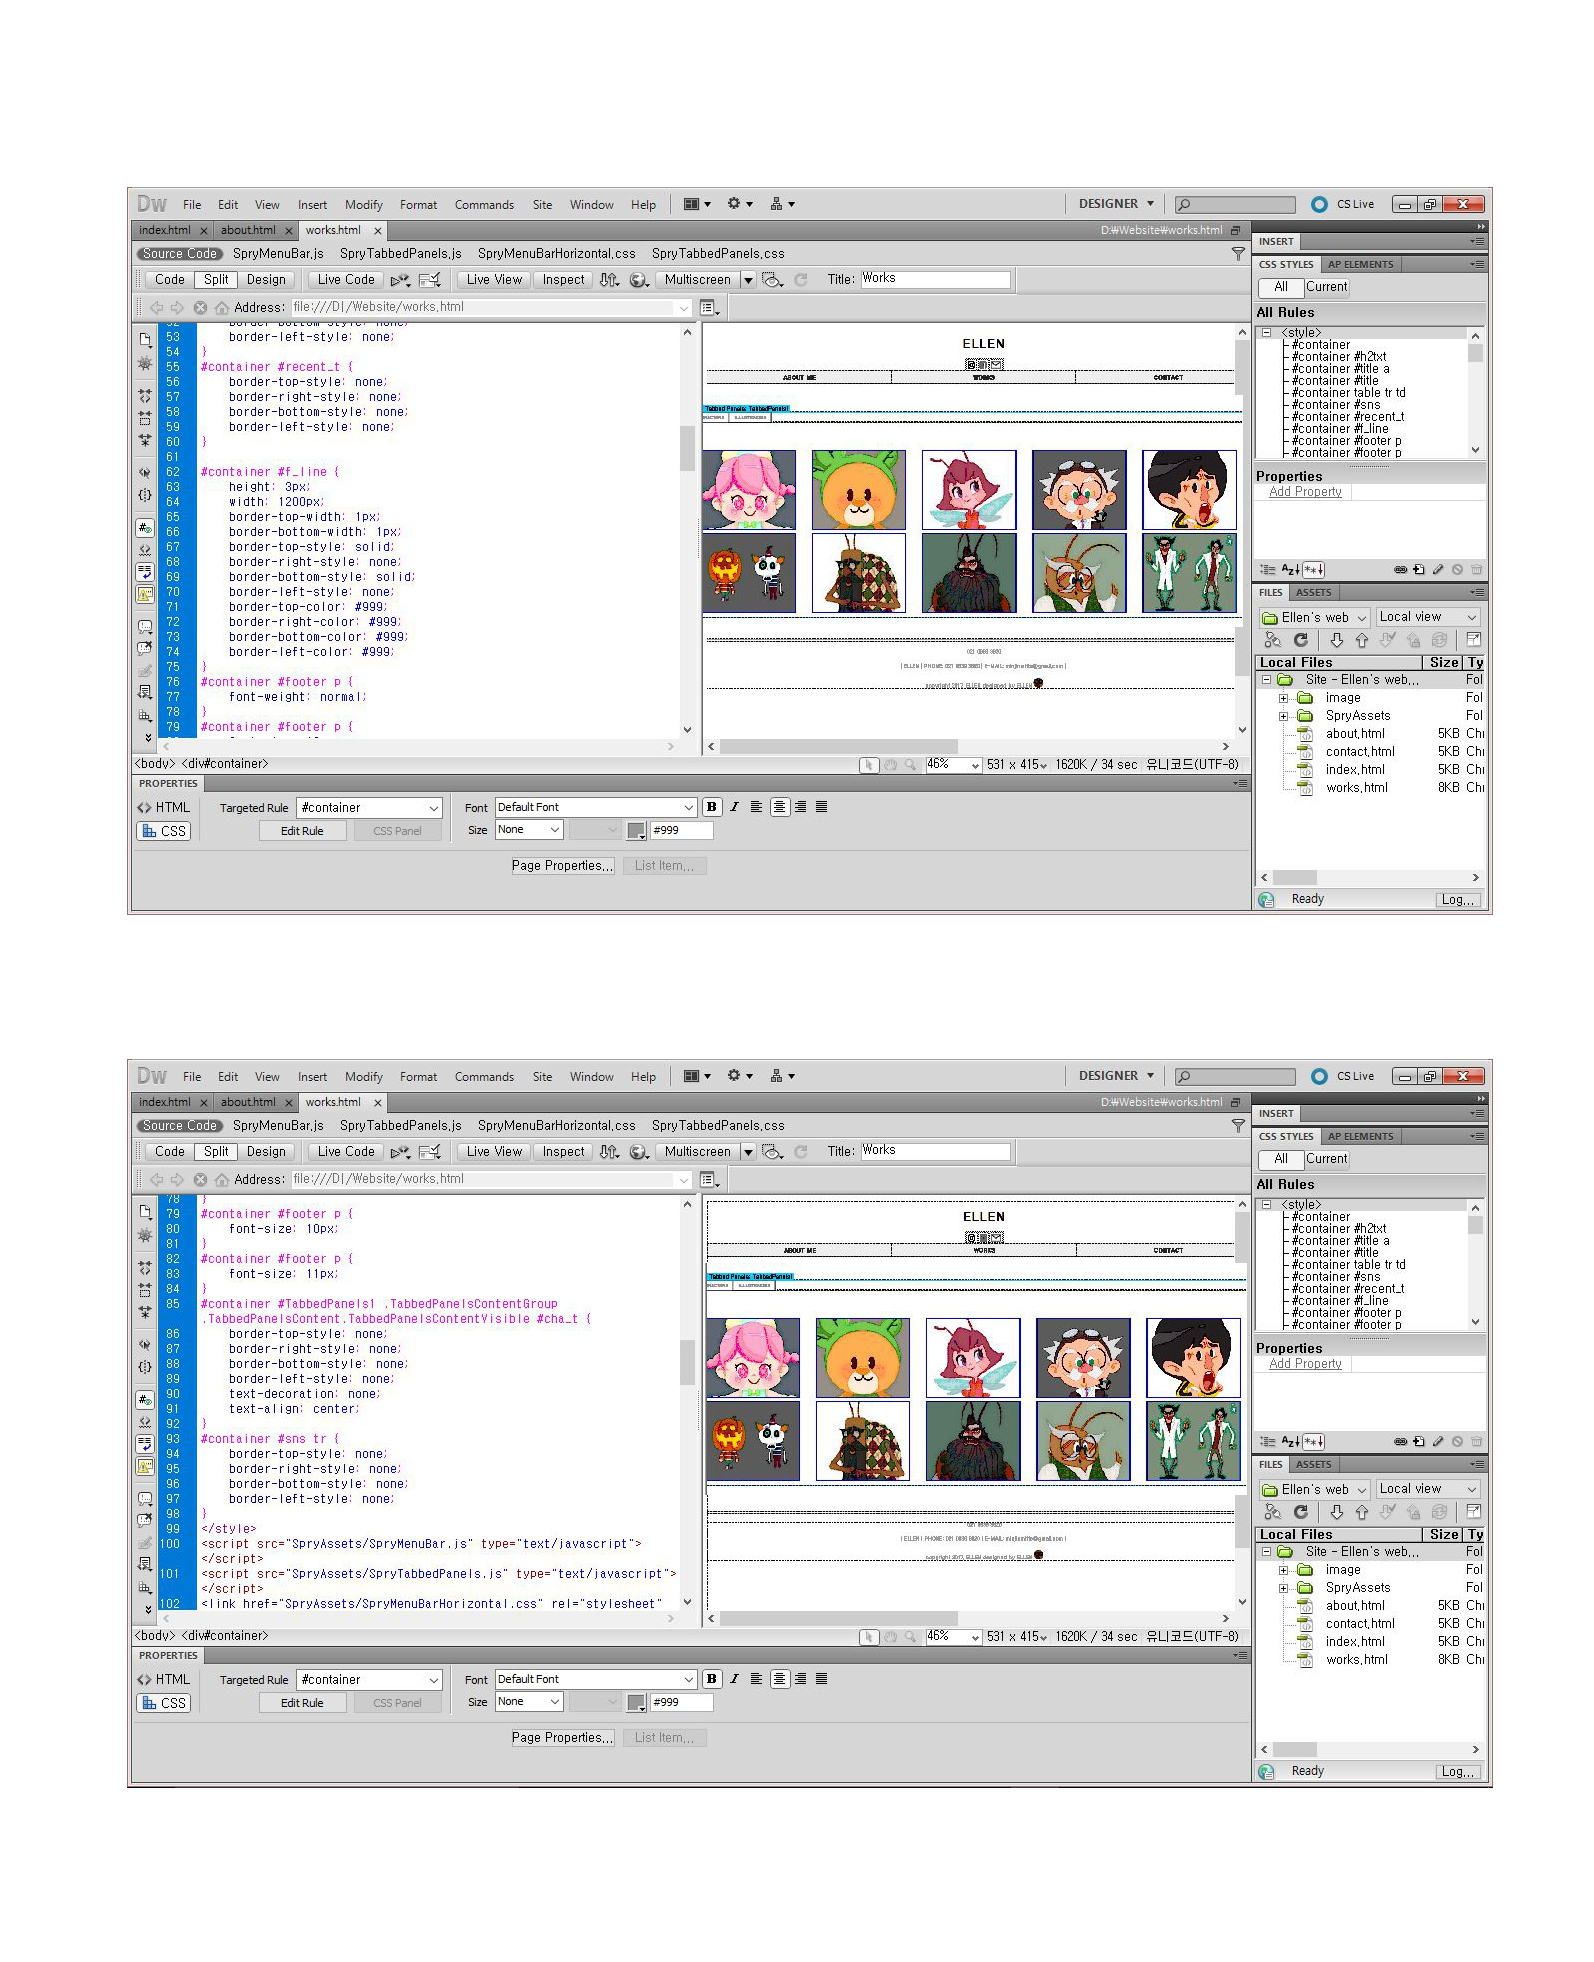 Dw File Edit View Insert Modify Format Commands Site Window Help DESIGNER CS Live
index.html × about.html × works.html × D:₩Website₩works.html
Source Code SpryMenuBar.js SpryTabbedPanels.js SpryMenuBarHorizontal.css SpryTabbedPanels.css
Code Split Design Live Code Live View Inspect Multiscreen Title: Works
Address: file:///D|/Website/works.html
52 border-bottom-style: none;
53 border-left-style: none;
54 }
55 #container #recent_t {
56 border-top-style: none;
57 border-right-style: none;
58 border-bottom-style: none;
59 border-left-style: none;
60 }
61
62 #container #f_line {
63 height: 3px;
64 width: 1200px;
65 border-top-width: 1px;
66 border-bottom-width: 1px;
67 border-top-style: solid;
68 border-right-style: none;
69 border-bottom-style: solid;
70 border-left-style: none;
71 border-top-color: #999;
72 border-right-color: #999;
73 border-bottom-color: #999;
74 border-left-color: #999;
75 }
76 #container #footer p {
77 font-weight: normal;
78 }
79 #container #footer p {
ELLEN
ABOUT ME WORKS CONTACT
Tabbed Panels: TabbedPanels1
<body> <div#container> 46% 531 x 415 1620K / 34 sec 유니코드(UTF-8)
PROPERTIES
<> HTML Targeted Rule #container Font Default Font B I
CSS Edit Rule CSS Panel Size None #999
Page Properties... List Item...
INSERT
CSS STYLES AP ELEMENTS
All Current
All Rules
<style>
#container
#container #h2txt
#container #title a
#container #title
#container table tr td
#container #sns
#container #recent_t
#container #f_line
#container #footer p
#container #footer p
Properties
Add Property
FILES ASSETS
Ellen's web Local view
Local Files Size Ty
Site - Ellen's web... Fol
image Fol
SpryAssets Fol
about.html 5KB Chr
contact.html 5KB Chr
index.html 5KB Chr
works.html 8KB Chr
Ready Log...
Dw File Edit View Insert Modify Format Commands Site Window Help DESIGNER CS Live
index.html × about.html × works.html × D:₩Website₩works.html
Source Code SpryMenuBar.js SpryTabbedPanels.js SpryMenuBarHorizontal.css SpryTabbedPanels.css
Code Split Design Live Code Live View Inspect Multiscreen Title: Works
Address: file:///D|/Website/works.html
78 }
79 #container #footer p {
80 font-size: 10px;
81 }
82 #container #footer p {
83 font-size: 11px;
84 }
85 #container #TabbedPanels1 .TabbedPanelsContentGroup
.TabbedPanelsContent.TabbedPanelsContentVisible #cha_t {
86 border-top-style: none;
87 border-right-style: none;
88 border-bottom-style: none;
89 border-left-style: none;
90 text-decoration: none;
91 text-align: center;
92 }
93 #container #sns tr {
94 border-top-style: none;
95 border-right-style: none;
96 border-bottom-style: none;
97 border-left-style: none;
98 }
99 </style>
100 <script src="SpryAssets/SpryMenuBar.js" type="text/javascript">
</script>
101 <script src="SpryAssets/SpryTabbedPanels.js" type="text/javascript">
</script>
102 <link href="SpryAssets/SpryMenuBarHorizontal.css" rel="stylesheet"
ELLEN
ABOUT ME WORKS CONTACT
Tabbed Panels: TabbedPanels1
<body> <div#container> 46% 531 x 415 1620K / 34 sec 유니코드(UTF-8)
PROPERTIES
<> HTML Targeted Rule #container Font Default Font B I
CSS Edit Rule CSS Panel Size None #999
Page Properties... List Item...
INSERT
CSS STYLES AP ELEMENTS
All Current
All Rules
<style>
#container
#container #h2txt
#container #title a
#container #title
#container table tr td
#container #sns
#container #recent_t
#container #f_line
#container #footer p
#container #footer p
Properties
Add Property
FILES ASSETS
Ellen's web Local view
Local Files Size Ty
Site - Ellen's web... Fol
image Fol
SpryAssets Fol
about.html 5KB Chr
contact.html 5KB Chr
index.html 5KB Chr
works.html 8KB Chr
Ready Log...